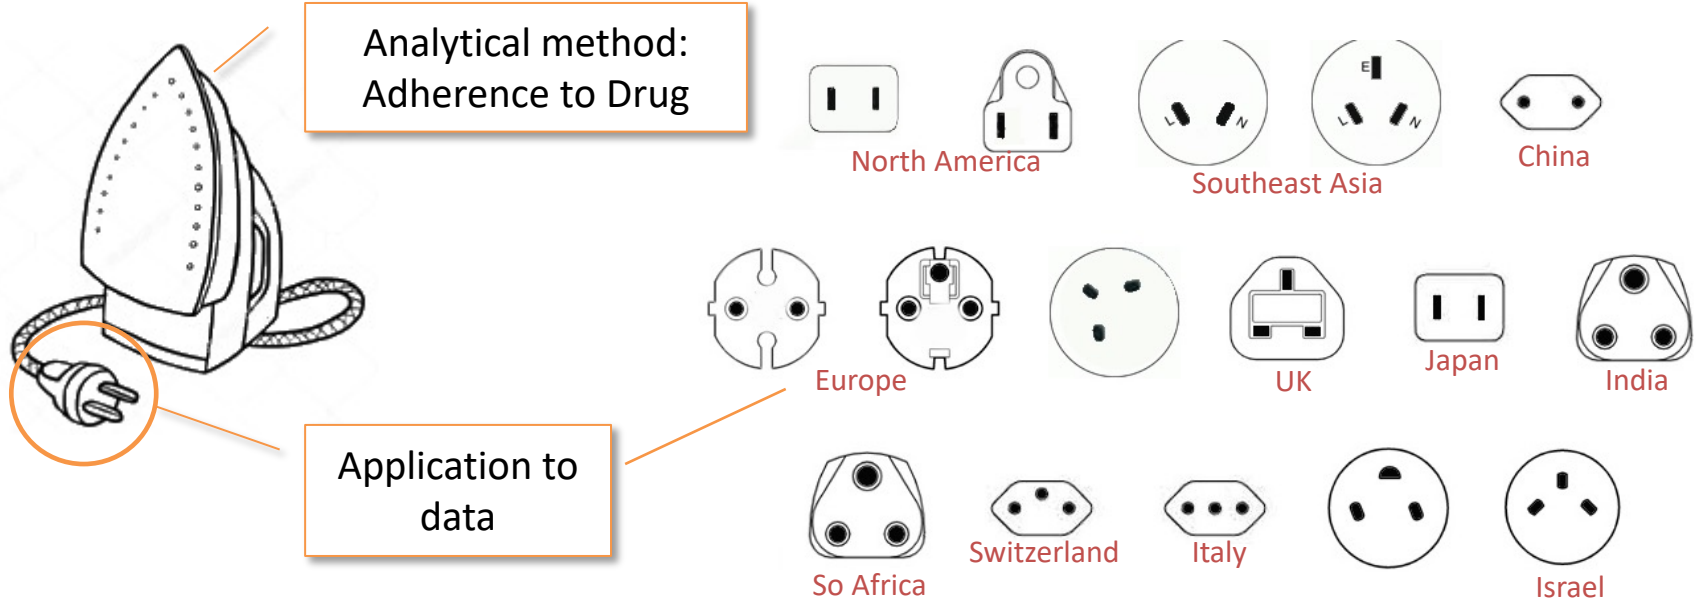 Analytical method:
Adherence to Drug
North America
L N
E
L N
Southeast Asia
China
Europe
UK
Japan
India
Application to
data
So Africa
Switzerland
Italy
Israel